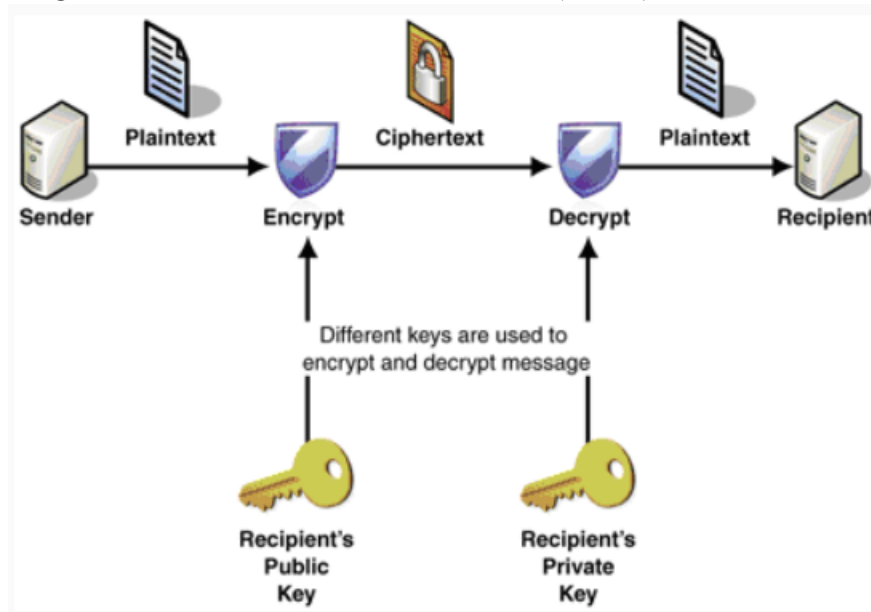 Plaintext
Ciphertext
Plaintext
Sender
Encrypt
Decrypt
Recipient
Different keys are used to
encrypt and decrypt message
Recipient's
Public
Key
Recipient's
Private
Key